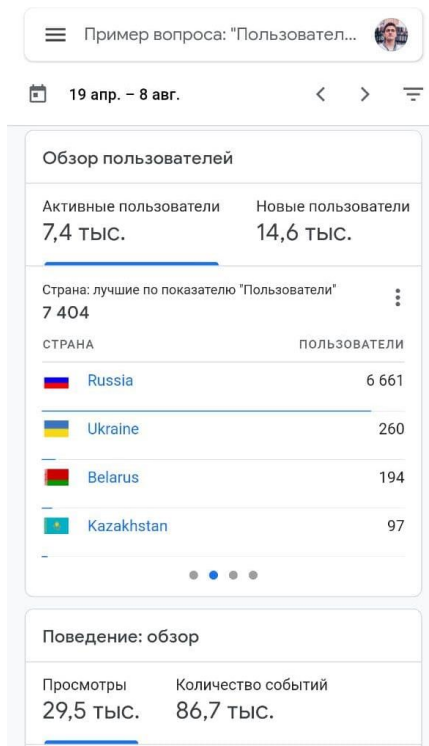 Пример вопроса: "Пользовател...
19 апр. – 8 авг.
Обзор пользователей
Активные пользователи Новые пользователи
7,4 тыс. 14,6 тыс.
Страна: лучшие по показателю "Пользователи"
7 404
СТРАНА ПОЛЬЗОВАТЕЛИ
Russia 6 661
Ukraine 260
Belarus 194
Kazakhstan 97
Поведение: обзор
Просмотры Количество событий
29,5 тыс. 86,7 тыс.